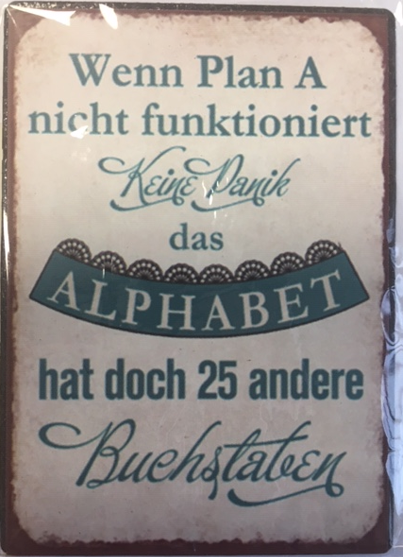 Wenn Plan A
nicht funktioniert
Keine Panik
das
ALPHABET
hat doch 25 andere
Buchstaben